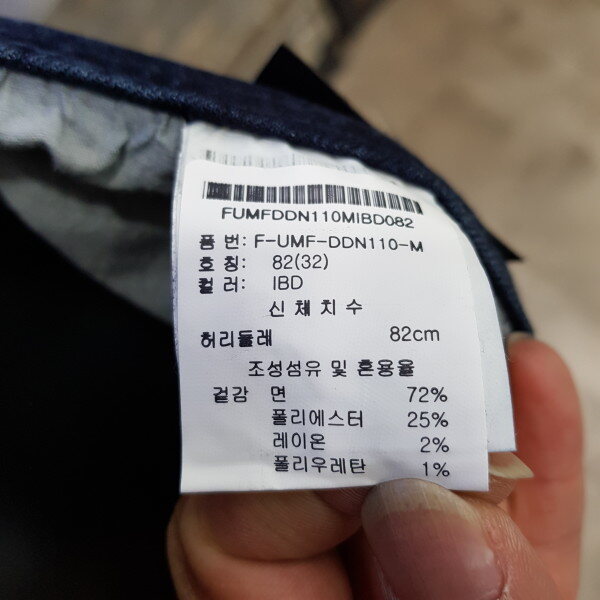 FUMFDDN110MIBD082
품 번: F-UMF-DDN110-M
호 칭: 82(32)
컬 러: IBD
신 체 치 수
허리둘레 82cm
조성섬유 및 혼용율
겉감 면 72%
폴리에스터 25%
레이온 2%
폴리우레탄 1%